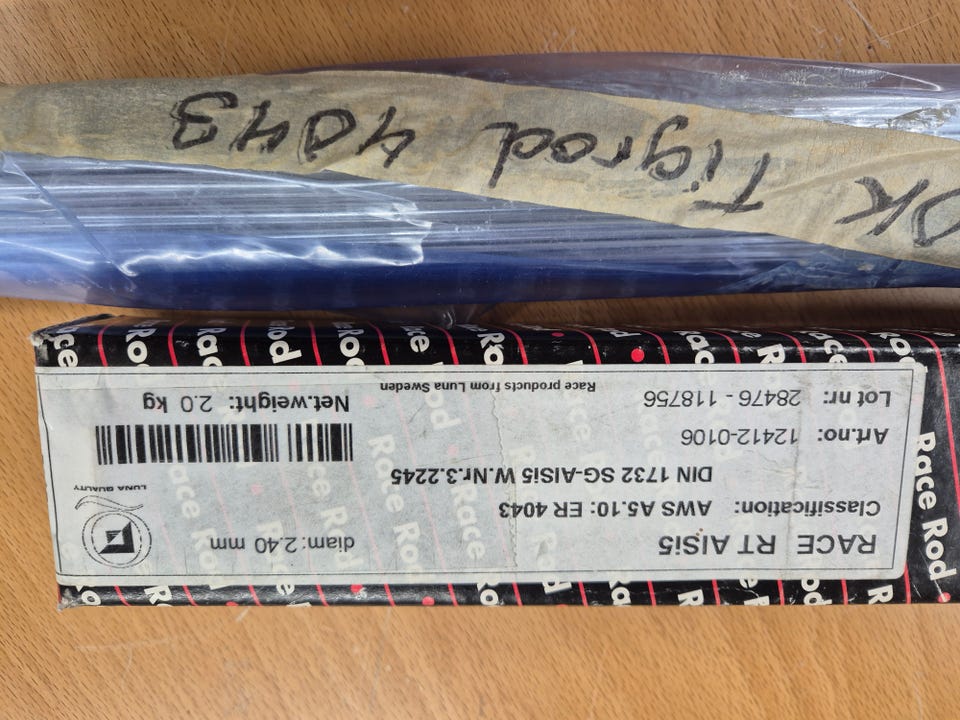 OK Tigrod 4043
RACE RT AlSi5
diam: 2.40 mm
Classification: AWS A5.10: ER 4043
DIN 1732 SG-AlSi5 W.Nr.3.2245
LUNA QUALITY
Art.no: 12412-0106
Lot nr: 28476 - 118756
Net.weight: 2.0 kg
Race products from Luna Sweden
Race Rod